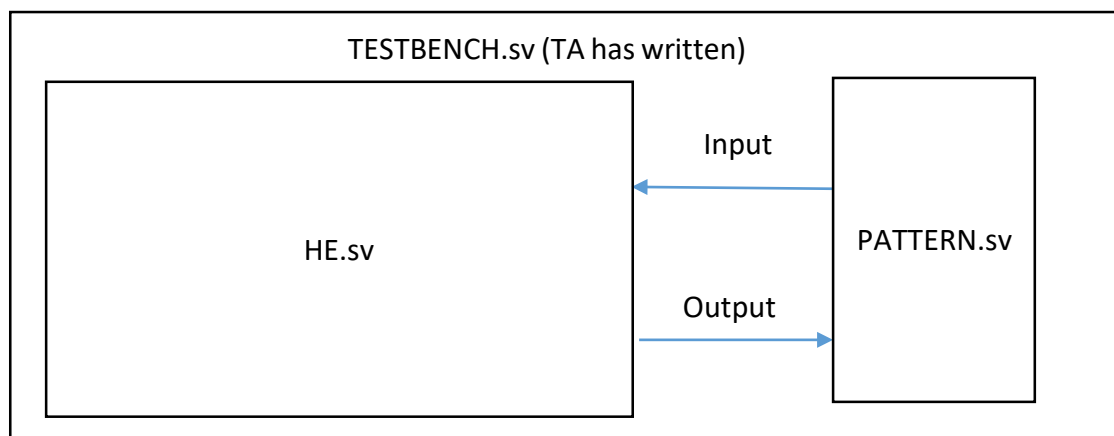 TESTBENCH.sv (TA has written)
Input
HE.sv
PATTERN.sv
Output